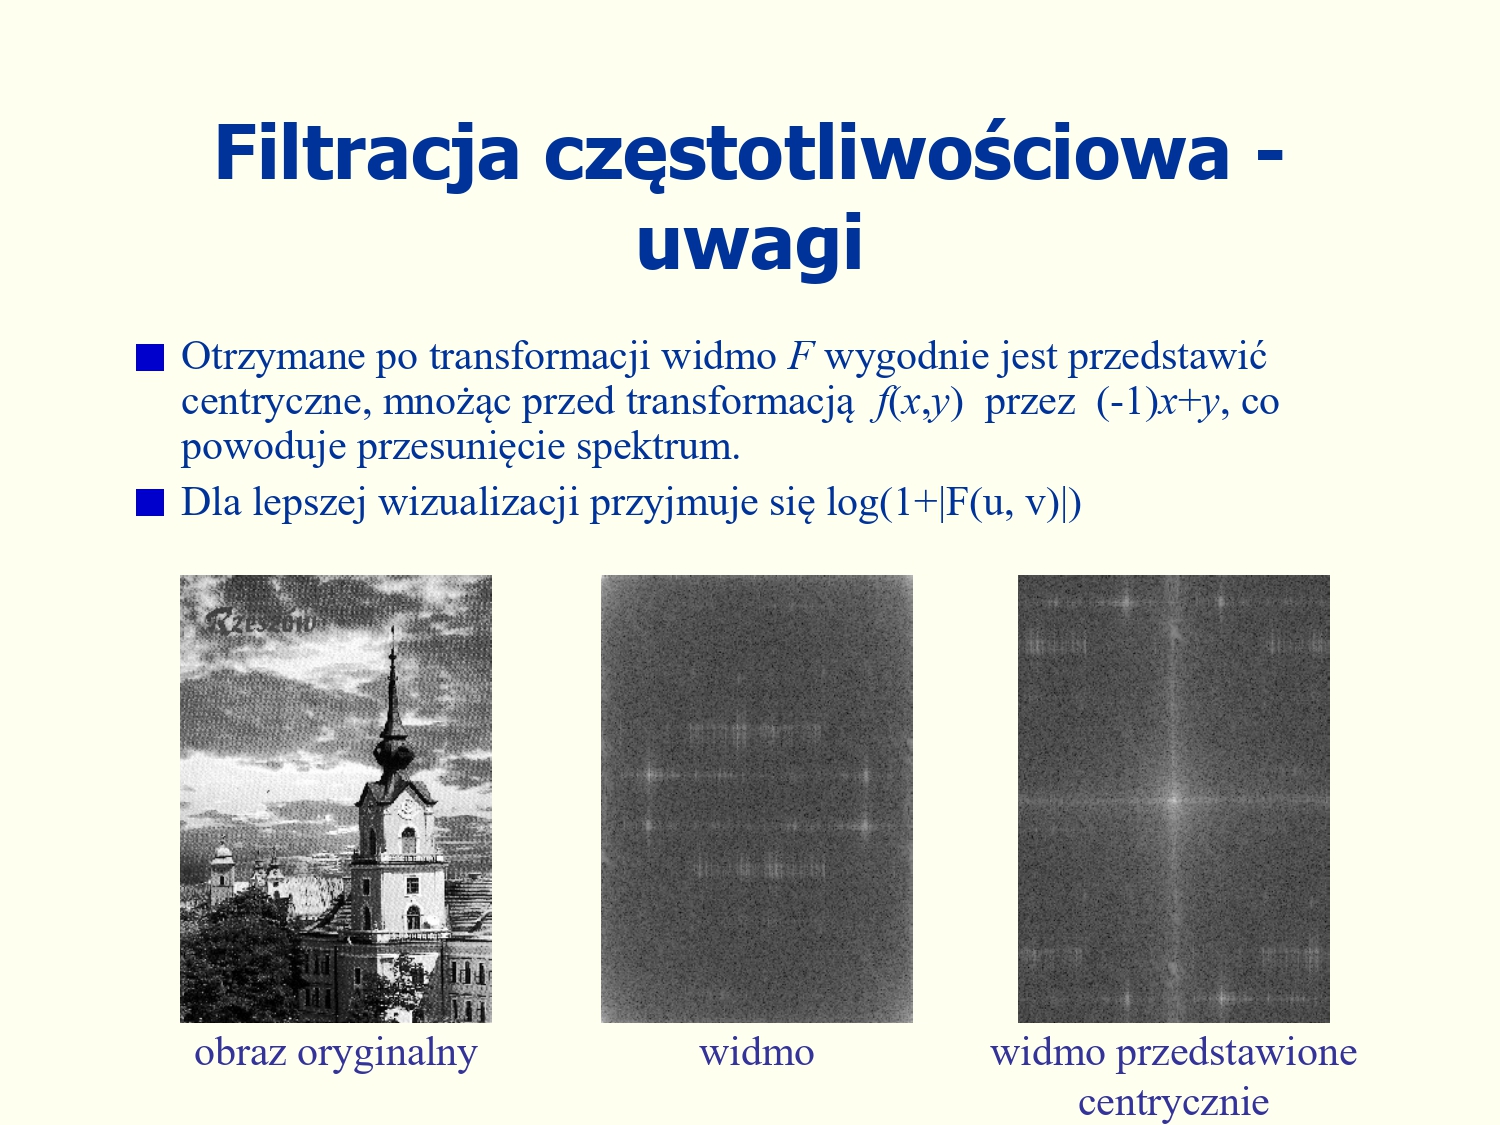 Filtracja częstotliwościowa -
uwagi
Otrzymane po transformacji widmo F wygodnie jest przedstawić
centryczne, mnożąc przed transformacją f(x,y) przez (-1)x+y, co
powoduje przesunięcie spektrum.
Dla lepszej wizualizacji przyjmuje się log(1+|F(u, v)|)
Rzeszów
obraz oryginalny
widmo
widmo przedstawione
centrycznie